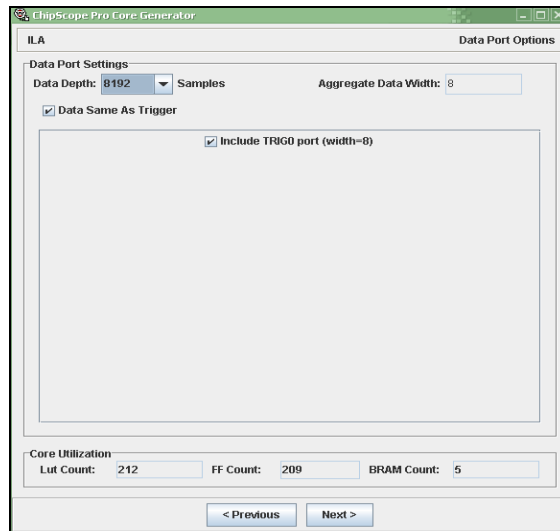 ChipScope Pro Core Generator
ILA Data Port Options
Data Port Settings
Data Depth: 8192 Samples Aggregate Data Width: 8
Data Same As Trigger
Include TRIG0 port (width=8)
Core Utilization
Lut Count: 212 FF Count: 209 BRAM Count: 5
< Previous Next >